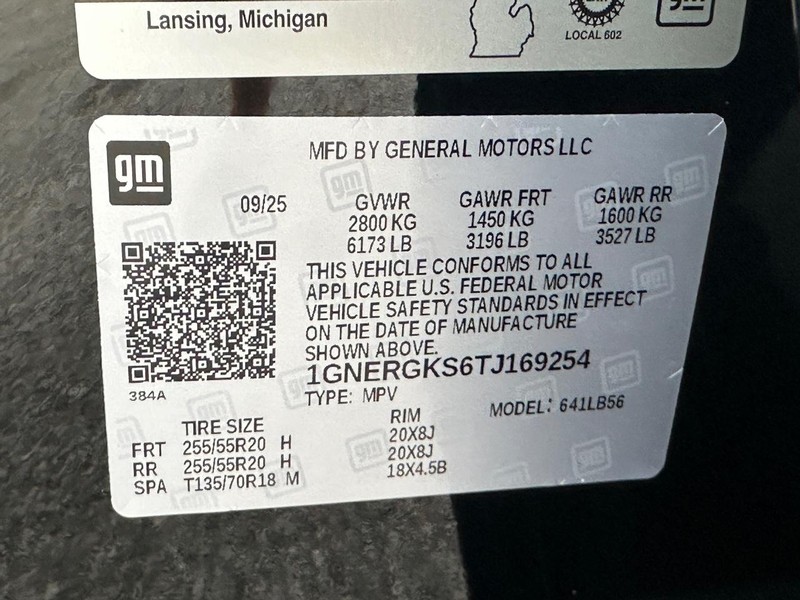 Lansing, Michigan
LOCAL 602
gm
gm
MFD BY GENERAL MOTORS LLC
09/25
GVWR GAWR FRT GAWR RR
2800 KG 1450 KG 1600 KG
6173 LB 3196 LB 3527 LB
THIS VEHICLE CONFORMS TO ALL
APPLICABLE U.S. FEDERAL MOTOR
VEHICLE SAFETY STANDARDS IN EFFECT
ON THE DATE OF MANUFACTURE
SHOWN ABOVE.
1GNERGKS6TJ169254
384A
TYPE: MPV MODEL: 641LB56
TIRE SIZE RIM
FRT 255/55R20 H 20X8J
RR 255/55R20 H 20X8J
SPA T135/70R18 M 18X4.5B